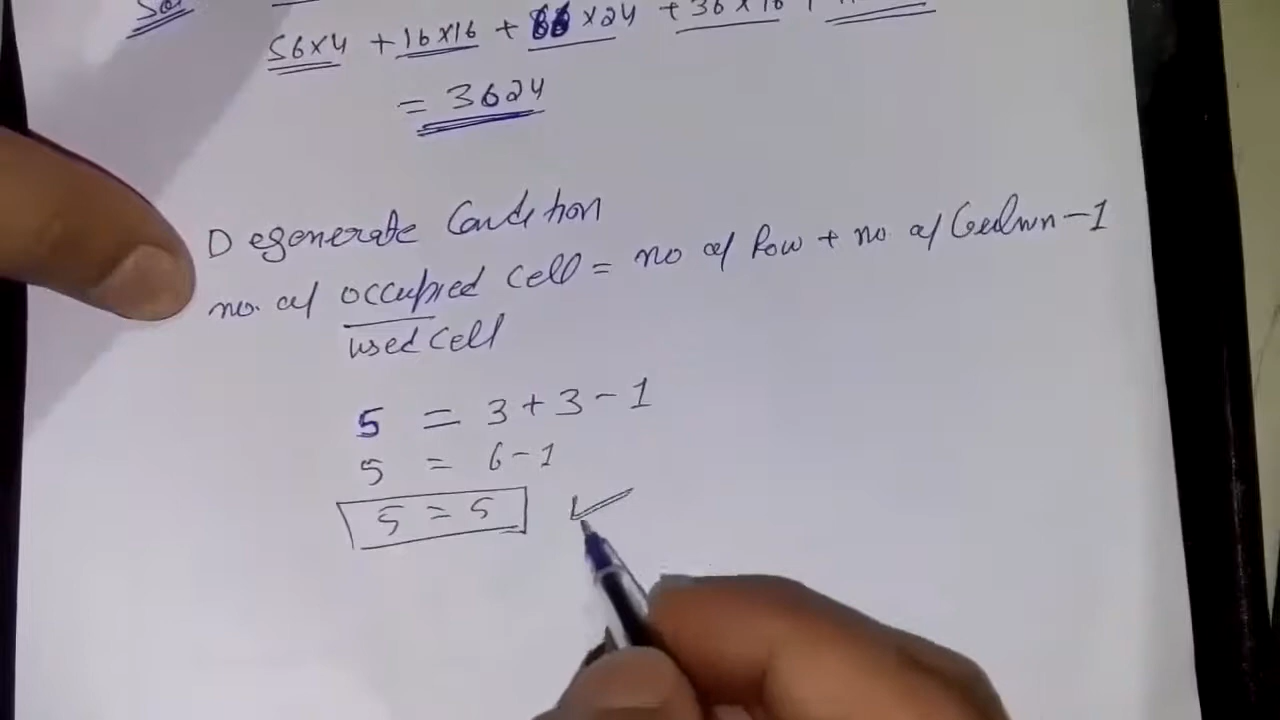 56x4 + 16x16 + x24 + 36x16 +
= 3624
Degenerate Condition
no. of occupied cell = no of Row + no. of Column - 1
used cell
5 = 3 + 3 - 1
5 = 6 - 1
5 = 5 ✓